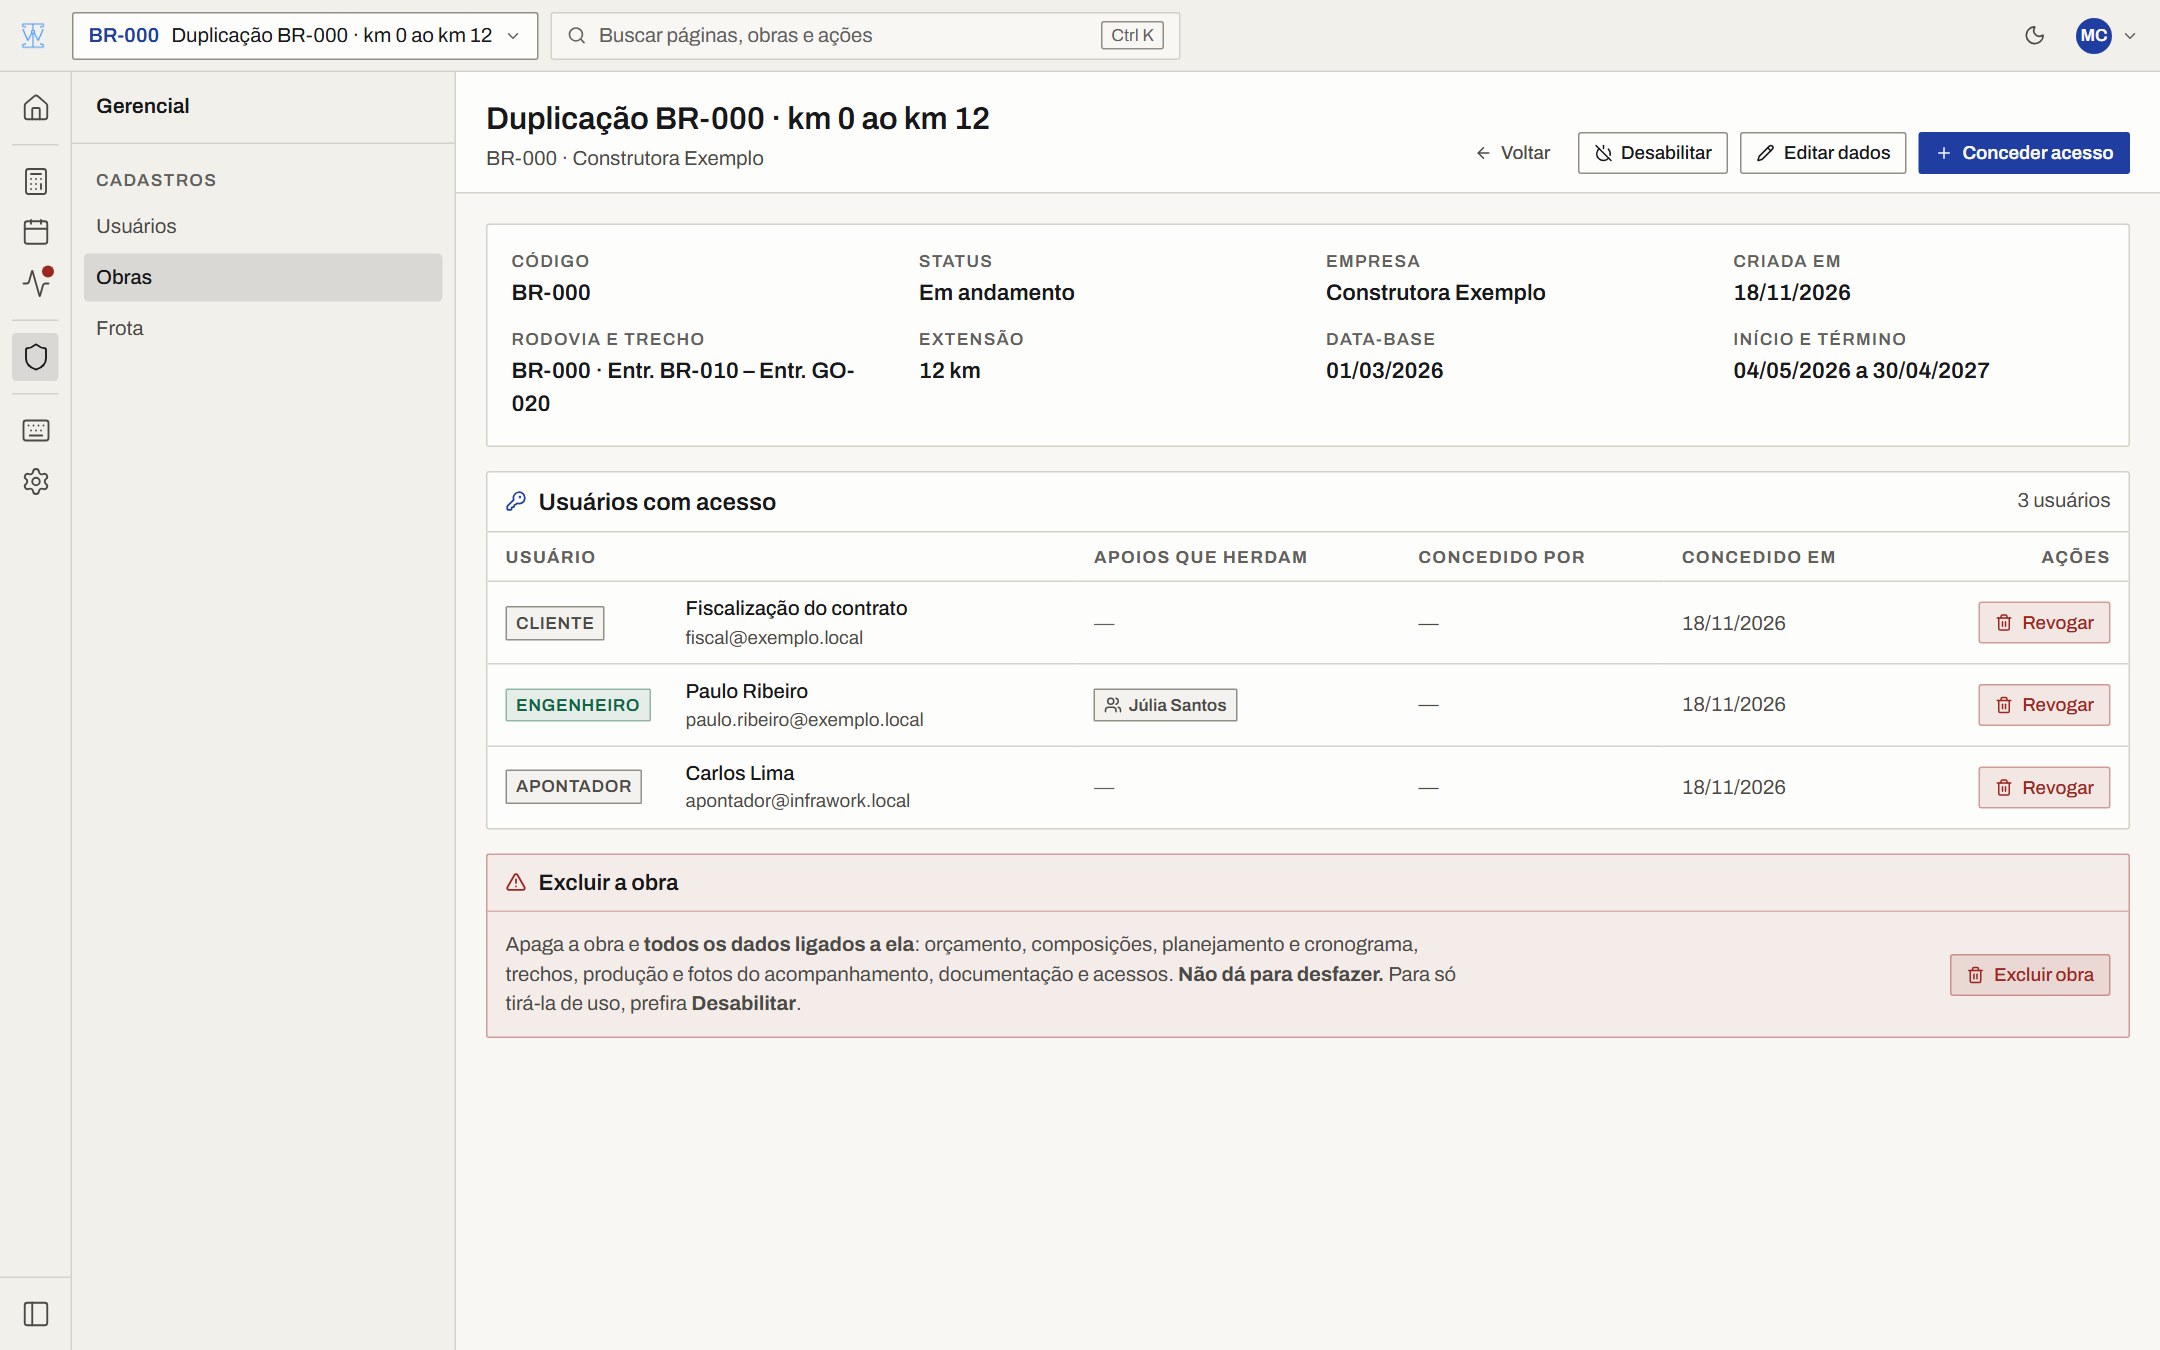 BR-000 Duplicação BR-000 · km 0 ao km 12
Buscar páginas, obras e ações
Ctrl K
MC
Gerencial
CADASTROS
Usuários
Obras
Frota
Duplicação BR-000 · km 0 ao km 12
BR-000 · Construtora Exemplo
Voltar
Desabilitar
Editar dados
Conceder acesso
CÓDIGO
BR-000
STATUS
Em andamento
EMPRESA
Construtora Exemplo
CRIADA EM
18/11/2026
RODOVIA E TRECHO
BR-000 · Entr. BR-010 – Entr. GO-
020
EXTENSÃO
12 km
DATA-BASE
01/03/2026
INÍCIO E TÉRMINO
04/05/2026 a 30/04/2027
Usuários com acesso
3 usuários
USUÁRIO APOIOS QUE HERDAM CONCEDIDO POR CONCEDIDO EM AÇÕES
CLIENTE
Fiscalização do contrato
fiscal@exemplo.local
— — 18/11/2026 Revogar
ENGENHEIRO
Paulo Ribeiro
paulo.ribeiro@exemplo.local
Júlia Santos — 18/11/2026 Revogar
APONTADOR
Carlos Lima
apontador@infrawork.local
— — 18/11/2026 Revogar
Excluir a obra
Apaga a obra e todos os dados ligados a ela: orçamento, composições, planejamento e cronograma,
trechos, produção e fotos do acompanhamento, documentação e acessos. Não dá para desfazer. Para só
tirá-la de uso, prefira Desabilitar.
Excluir obra